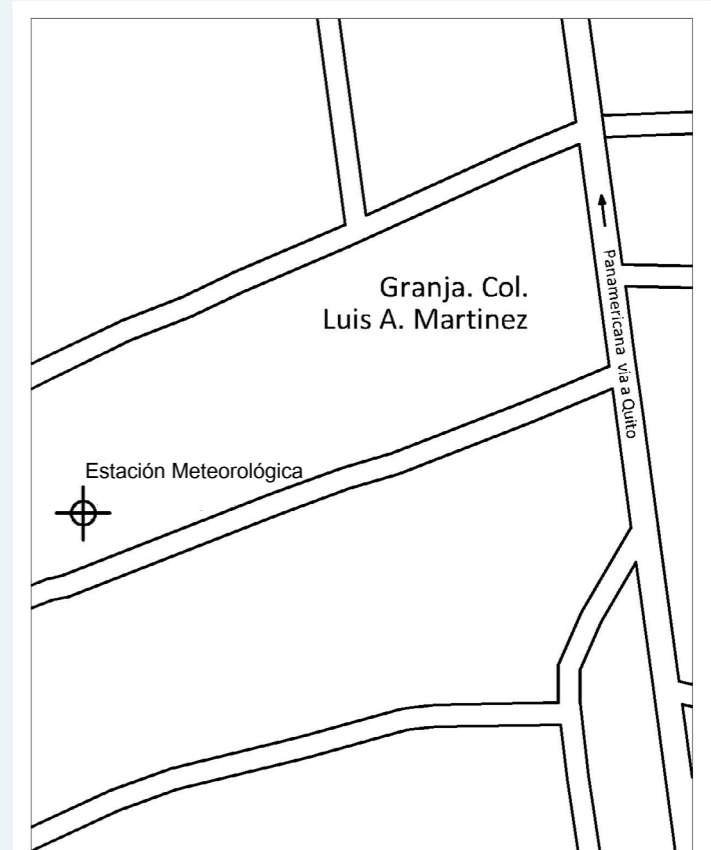 Granja. Col.
Luis A. Martinez
Panamericana via a Quito
Estación Meteorológica